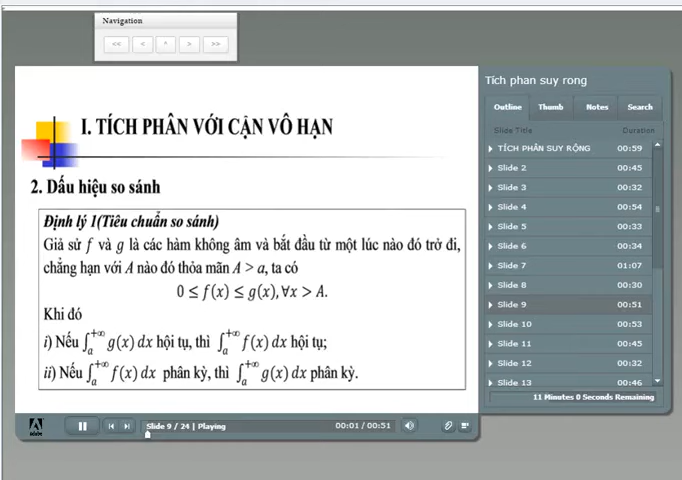 Navigation
<< < ^ > >>
I. TÍCH PHÂN VỚI CẬN VÔ HẠN
2. Dấu hiệu so sánh
Định lý 1(Tiêu chuẩn so sánh)
Giả sử f và g là các hàm không âm và bắt đầu từ một lúc nào đó trở đi,
chẳng hạn với A nào đó thỏa mãn A > a, ta có
0 ≤ f(x) ≤ g(x), ∀x > A.
Khi đó
i) Nếu ∫ₐ⁺∞ g(x) dx hội tụ, thì ∫ₐ⁺∞ f(x) dx hội tụ;
ii) Nếu ∫ₐ⁺∞ f(x) dx phân kỳ, thì ∫ₐ⁺∞ g(x) dx phân kỳ.
Adobe
Slide 9 / 24 | Playing 00:01 / 00:51
Tích phan suy rong
Outline Thumb Notes Search
Slide Title Duration
TÍCH PHÂN SUY RỘNG 00:59
Slide 2 00:45
Slide 3 00:32
Slide 4 00:54
Slide 5 00:33
Slide 6 00:34
Slide 7 01:07
Slide 8 00:30
Slide 9 00:51
Slide 10 00:53
Slide 11 00:45
Slide 12 00:32
Slide 13 00:46
11 Minutes 0 Seconds Remaining